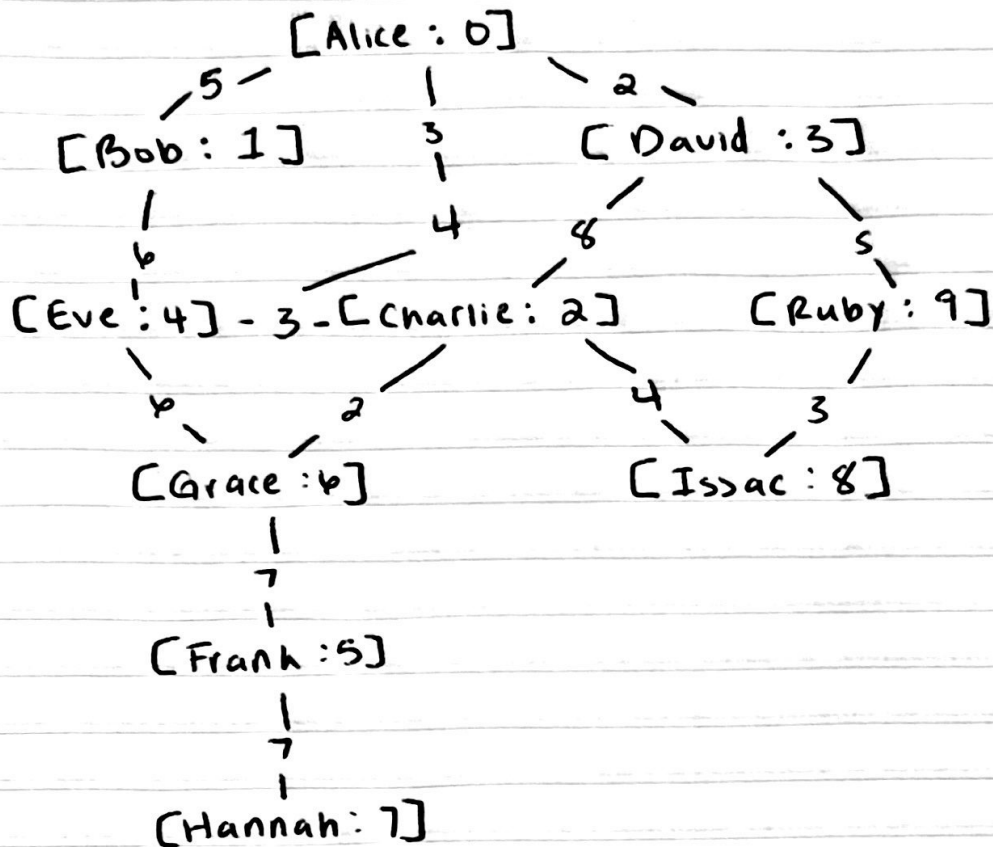 [Alice : 0]
5 2
3
[Bob : 1] [David : 3]
4
6 8 5
[Eve : 4] - 3 - [Charlie : 2] [Ruby : 9]
6 2 4 3
[Grace : 6] [Issac : 8]
7
[Frank : 5]
7
[Hannah : 7]